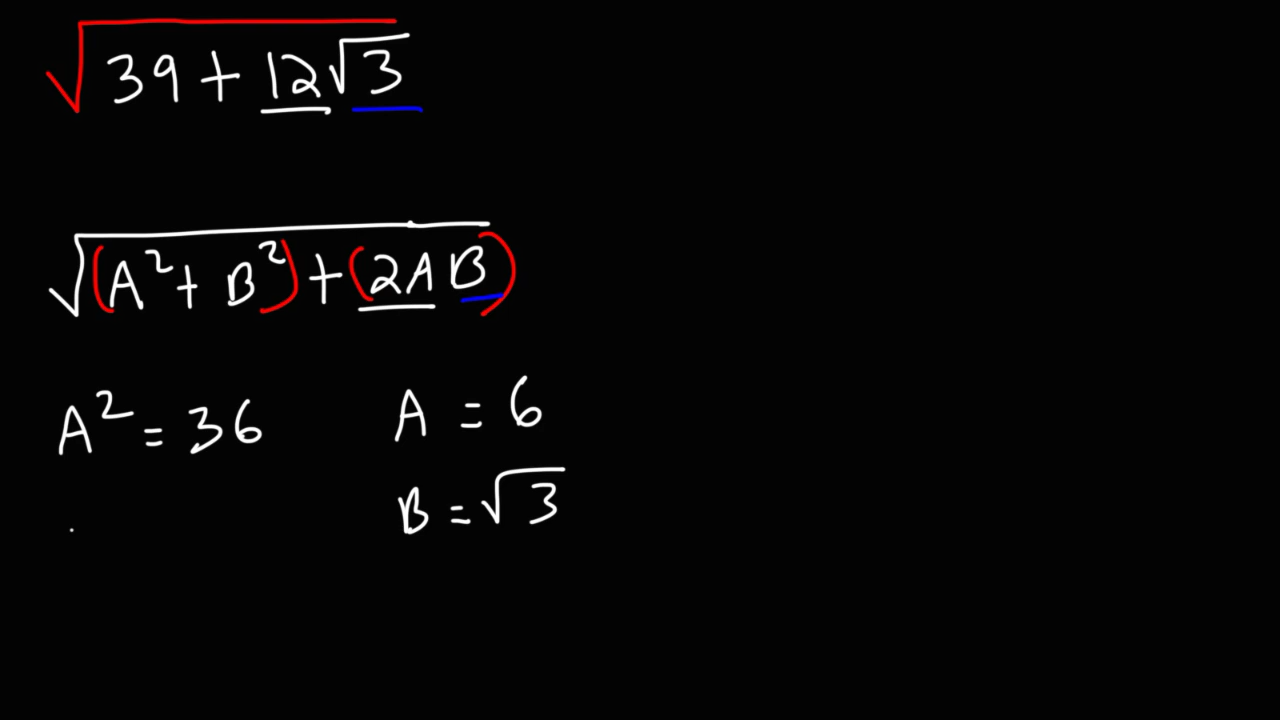 √(39 + 12√3)
√((A² + B²) + (2AB))
A² = 36 A = 6
B = √3